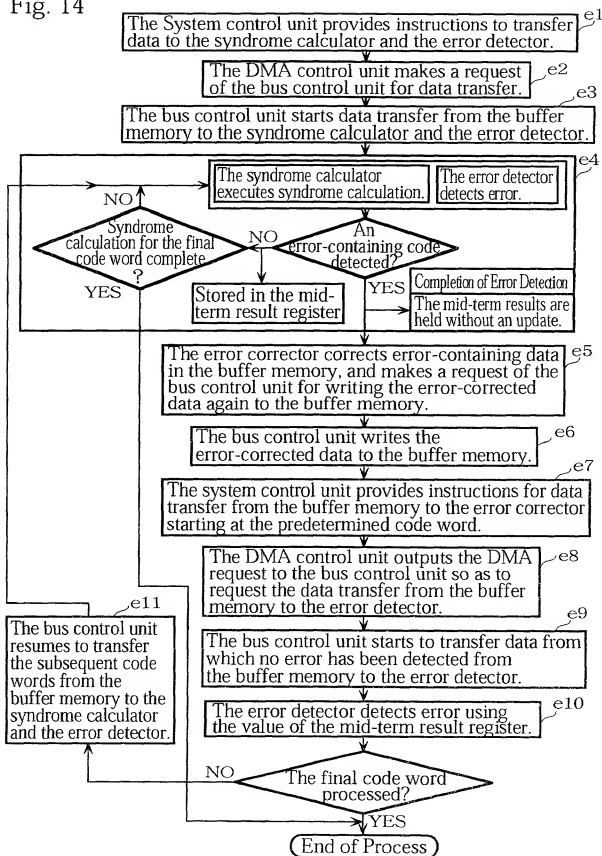 Fig. 14
The System control unit provides instructions to transfer
data to the syndrome calculator and the error detector.
e1
The DMA control unit makes a request
of the bus control unit for data transfer.
e2
The bus control unit starts data transfer from the buffer
memory to the syndrome calculator and the error detector.
e3
e4
The syndrome calculator
executes syndrome calculation.
The error detector
detects error.
NO
Syndrome
calculation for the final
code word complete
?
YES
NO
An
error-containing code
detected?
YES
Stored in the mid-
term result register
Completion of Error Detection
The mid-term results are
held without an update.
The error corrector corrects error-containing data
in the buffer memory, and makes a request of the
bus control unit for writing the error-corrected
data again to the buffer memory.
e5
The bus control unit writes the
error-corrected data to the buffer memory.
e6
The system control unit provides instructions for data
transfer from the buffer memory to the error corrector
starting at the predetermined code word.
e7
The DMA control unit outputs the DMA
request to the bus control unit so as to
request the data transfer from the buffer
memory to the error detector.
e8
The bus control unit starts to transfer data from
which no error has been detected from
the buffer memory to the error detector.
e9
The error detector detects error using
the value of the mid-term result register.
e10
e11
The bus control unit
resumes to transfer
the subsequent code
words from the
buffer memory to the
syndrome calculator
and the error detector.
NO
The final code word
processed?
YES
End of Process